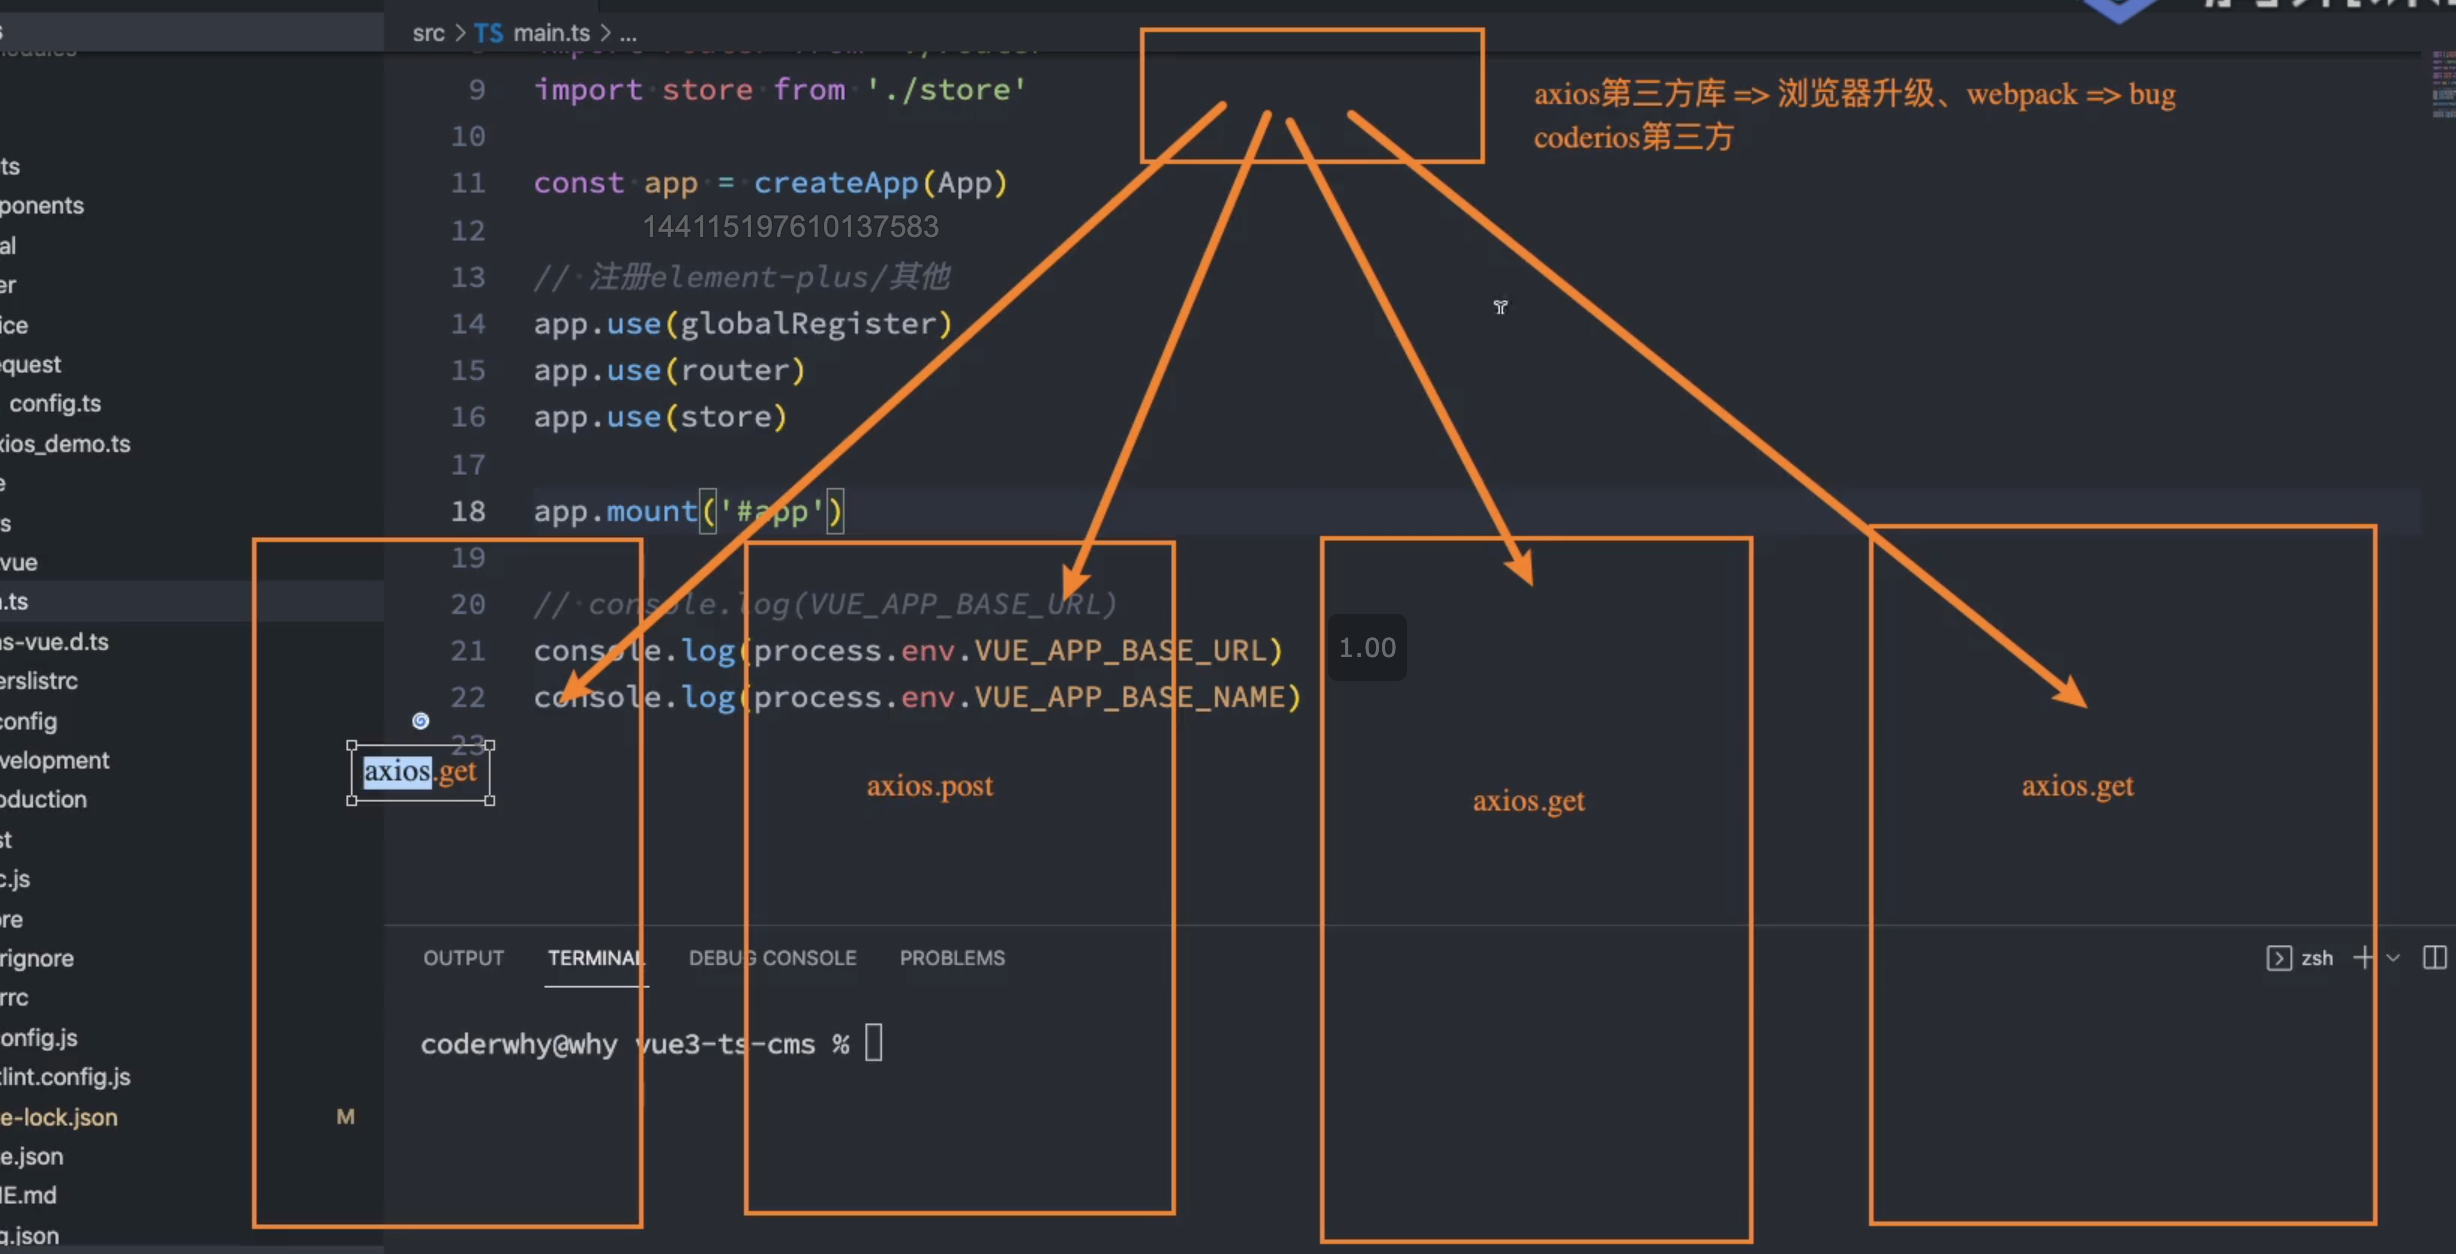 src > TS main.ts > ...
9 import store from './store'
10
11 const app = createApp(App)
144115197610137583
12
13 // 注册element-plus/其他
14 app.use(globalRegister)
15 app.use(router)
16 app.use(store)
17
18 app.mount('#app')
19
20 // console.log(VUE_APP_BASE_URL)
21 console.log(process.env.VUE_APP_BASE_URL)
22 console.log(process.env.VUE_APP_BASE_NAME)
23
1.00
axios第三方库 => 浏览器升级、webpack => bug
coderios第三方
axios.get
axios.post
axios.get
axios.get
ts
ponents
al
er
ice
equest
config.ts
xios_demo.ts
e
s
vue
.ts
s-vue.d.ts
erslistrc
config
velopment
oduction
st
c.js
ore
rignore
rrc
onfig.js
lint.config.js
e-lock.json M
e.json
E.md
g.json
OUTPUT TERMINAL DEBUG CONSOLE PROBLEMS
zsh
coderwhy@why vue3-ts-cms %